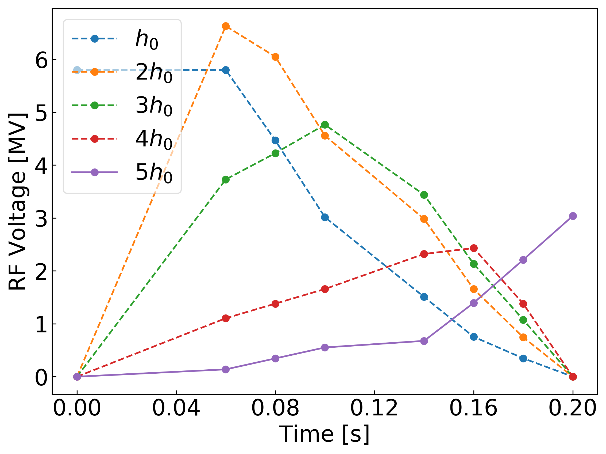 RF Voltage [MV]
6
5
4
3
2
1
0
h₀
2h₀
3h₀
4h₀
5h₀
0.00 0.04 0.08 0.12 0.16 0.20
Time [s]